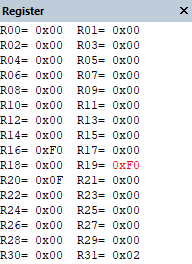 Register
R00= 0x00 R01= 0x00
R02= 0x00 R03= 0x00
R04= 0x00 R05= 0x00
R06= 0x00 R07= 0x00
R08= 0x00 R09= 0x00
R10= 0x00 R11= 0x00
R12= 0x00 R13= 0x00
R14= 0x00 R15= 0x00
R16= 0xF0 R17= 0x00
R18= 0x00 R19= 0xF0
R20= 0x0F R21= 0x00
R22= 0x00 R23= 0x00
R24= 0x00 R25= 0x00
R26= 0x00 R27= 0x00
R28= 0x00 R29= 0x00
R30= 0x00 R31= 0x02